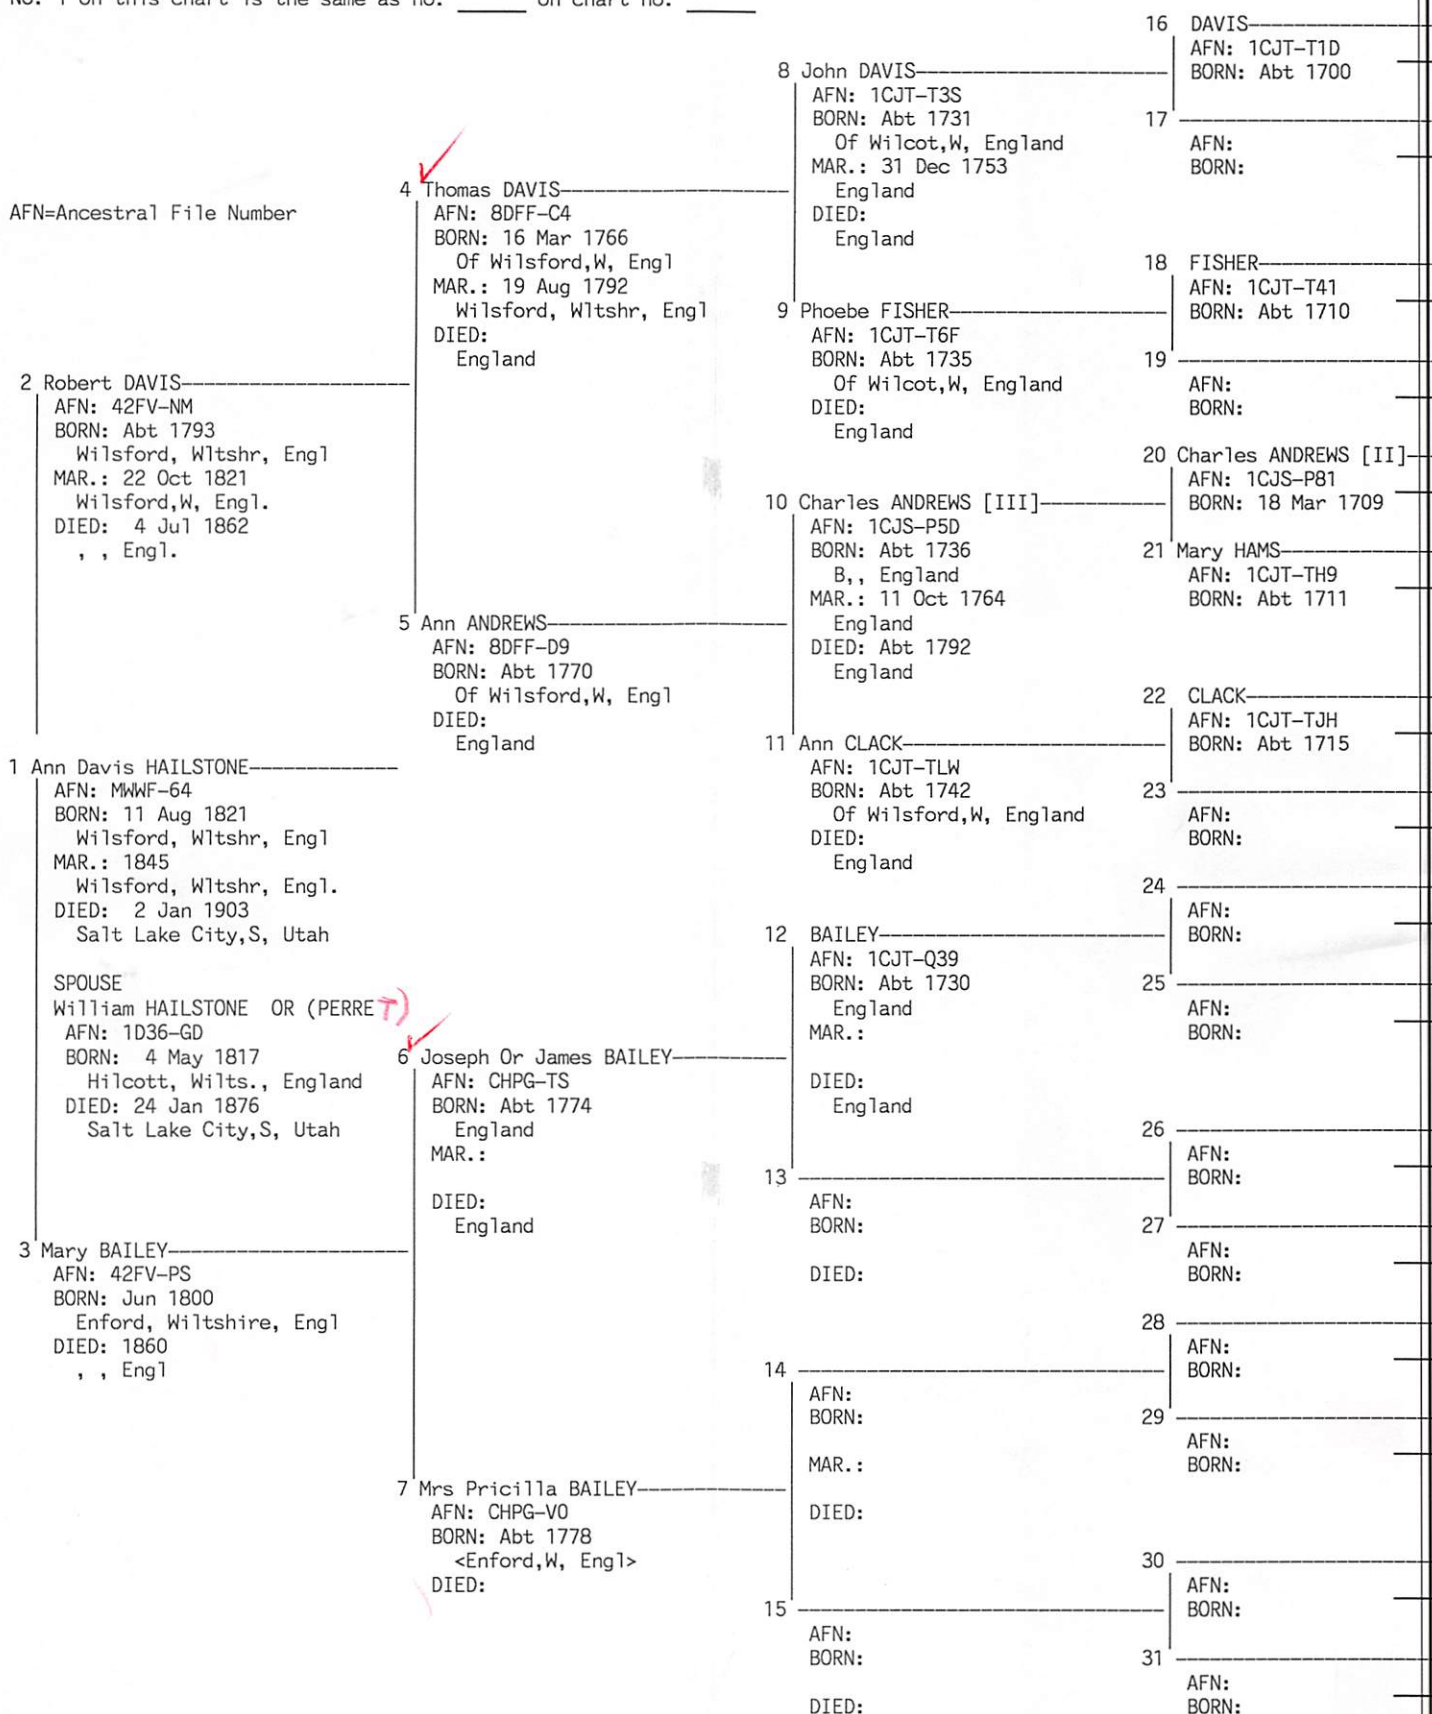 No. 1 on this chart is the same as no. _____ on chart no. _____
AFN=Ancestral File Number
1 Ann Davis HAILSTONE
AFN: MWWF-64
BORN: 11 Aug 1821
Wilsford, Wltshr, Engl
MAR.: 1845
Wilsford, Wltshr, Engl.
DIED: 2 Jan 1903
Salt Lake City,S, Utah
SPOUSE
William HAILSTONE OR (PERRET)
AFN: 1D36-GD
BORN: 4 May 1817
Hilcott, Wilts., England
DIED: 24 Jan 1876
Salt Lake City,S, Utah
2 Robert DAVIS
AFN: 42FV-NM
BORN: Abt 1793
Wilsford, Wltshr, Engl
MAR.: 22 Oct 1821
Wilsford,W, Engl.
DIED: 4 Jul 1862
, , Engl.
3 Mary BAILEY
AFN: 42FV-PS
BORN: Jun 1800
Enford, Wiltshire, Engl
DIED: 1860
, , Engl
4 Thomas DAVIS
AFN: 8DFF-C4
BORN: 16 Mar 1766
Of Wilsford,W, Engl
MAR.: 19 Aug 1792
Wilsford, Wltshr, Engl
DIED:
England
5 Ann ANDREWS
AFN: 8DFF-D9
BORN: Abt 1770
Of Wilsford,W, Engl
DIED:
England
6 Joseph Or James BAILEY
AFN: CHPG-TS
BORN: Abt 1774
England
MAR.:
DIED:
England
7 Mrs Pricilla BAILEY
AFN: CHPG-V0
BORN: Abt 1778
<Enford,W, Engl>
DIED:
8 John DAVIS
AFN: 1CJT-T3S
BORN: Abt 1731
Of Wilcot,W, England
MAR.: 31 Dec 1753
England
DIED:
England
9 Phoebe FISHER
AFN: 1CJT-T6F
BORN: Abt 1735
Of Wilcot,W, England
DIED:
England
10 Charles ANDREWS [III]
AFN: 1CJS-P5D
BORN: Abt 1736
B,, England
MAR.: 11 Oct 1764
England
DIED: Abt 1792
England
11 Ann CLACK
AFN: 1CJT-TLW
BORN: Abt 1742
Of Wilsford,W, England
DIED:
England
12 BAILEY
AFN: 1CJT-Q39
BORN: Abt 1730
England
MAR.:
DIED:
England
13
AFN:
BORN:
DIED:
14
AFN:
BORN:
MAR.:
DIED:
15
AFN:
BORN:
DIED:
16 DAVIS
AFN: 1CJT-T1D
BORN: Abt 1700
17
AFN:
BORN:
18 FISHER
AFN: 1CJT-T41
BORN: Abt 1710
19
AFN:
BORN:
20 Charles ANDREWS [II]
AFN: 1CJS-P81
BORN: 18 Mar 1709
21 Mary HAMS
AFN: 1CJT-TH9
BORN: Abt 1711
22 CLACK
AFN: 1CJT-TJH
BORN: Abt 1715
23
AFN:
BORN:
24
AFN:
BORN:
25
AFN:
BORN:
26
AFN:
BORN:
27
AFN:
BORN:
28
AFN:
BORN:
29
AFN:
BORN:
30
AFN:
BORN:
31
AFN:
BORN: